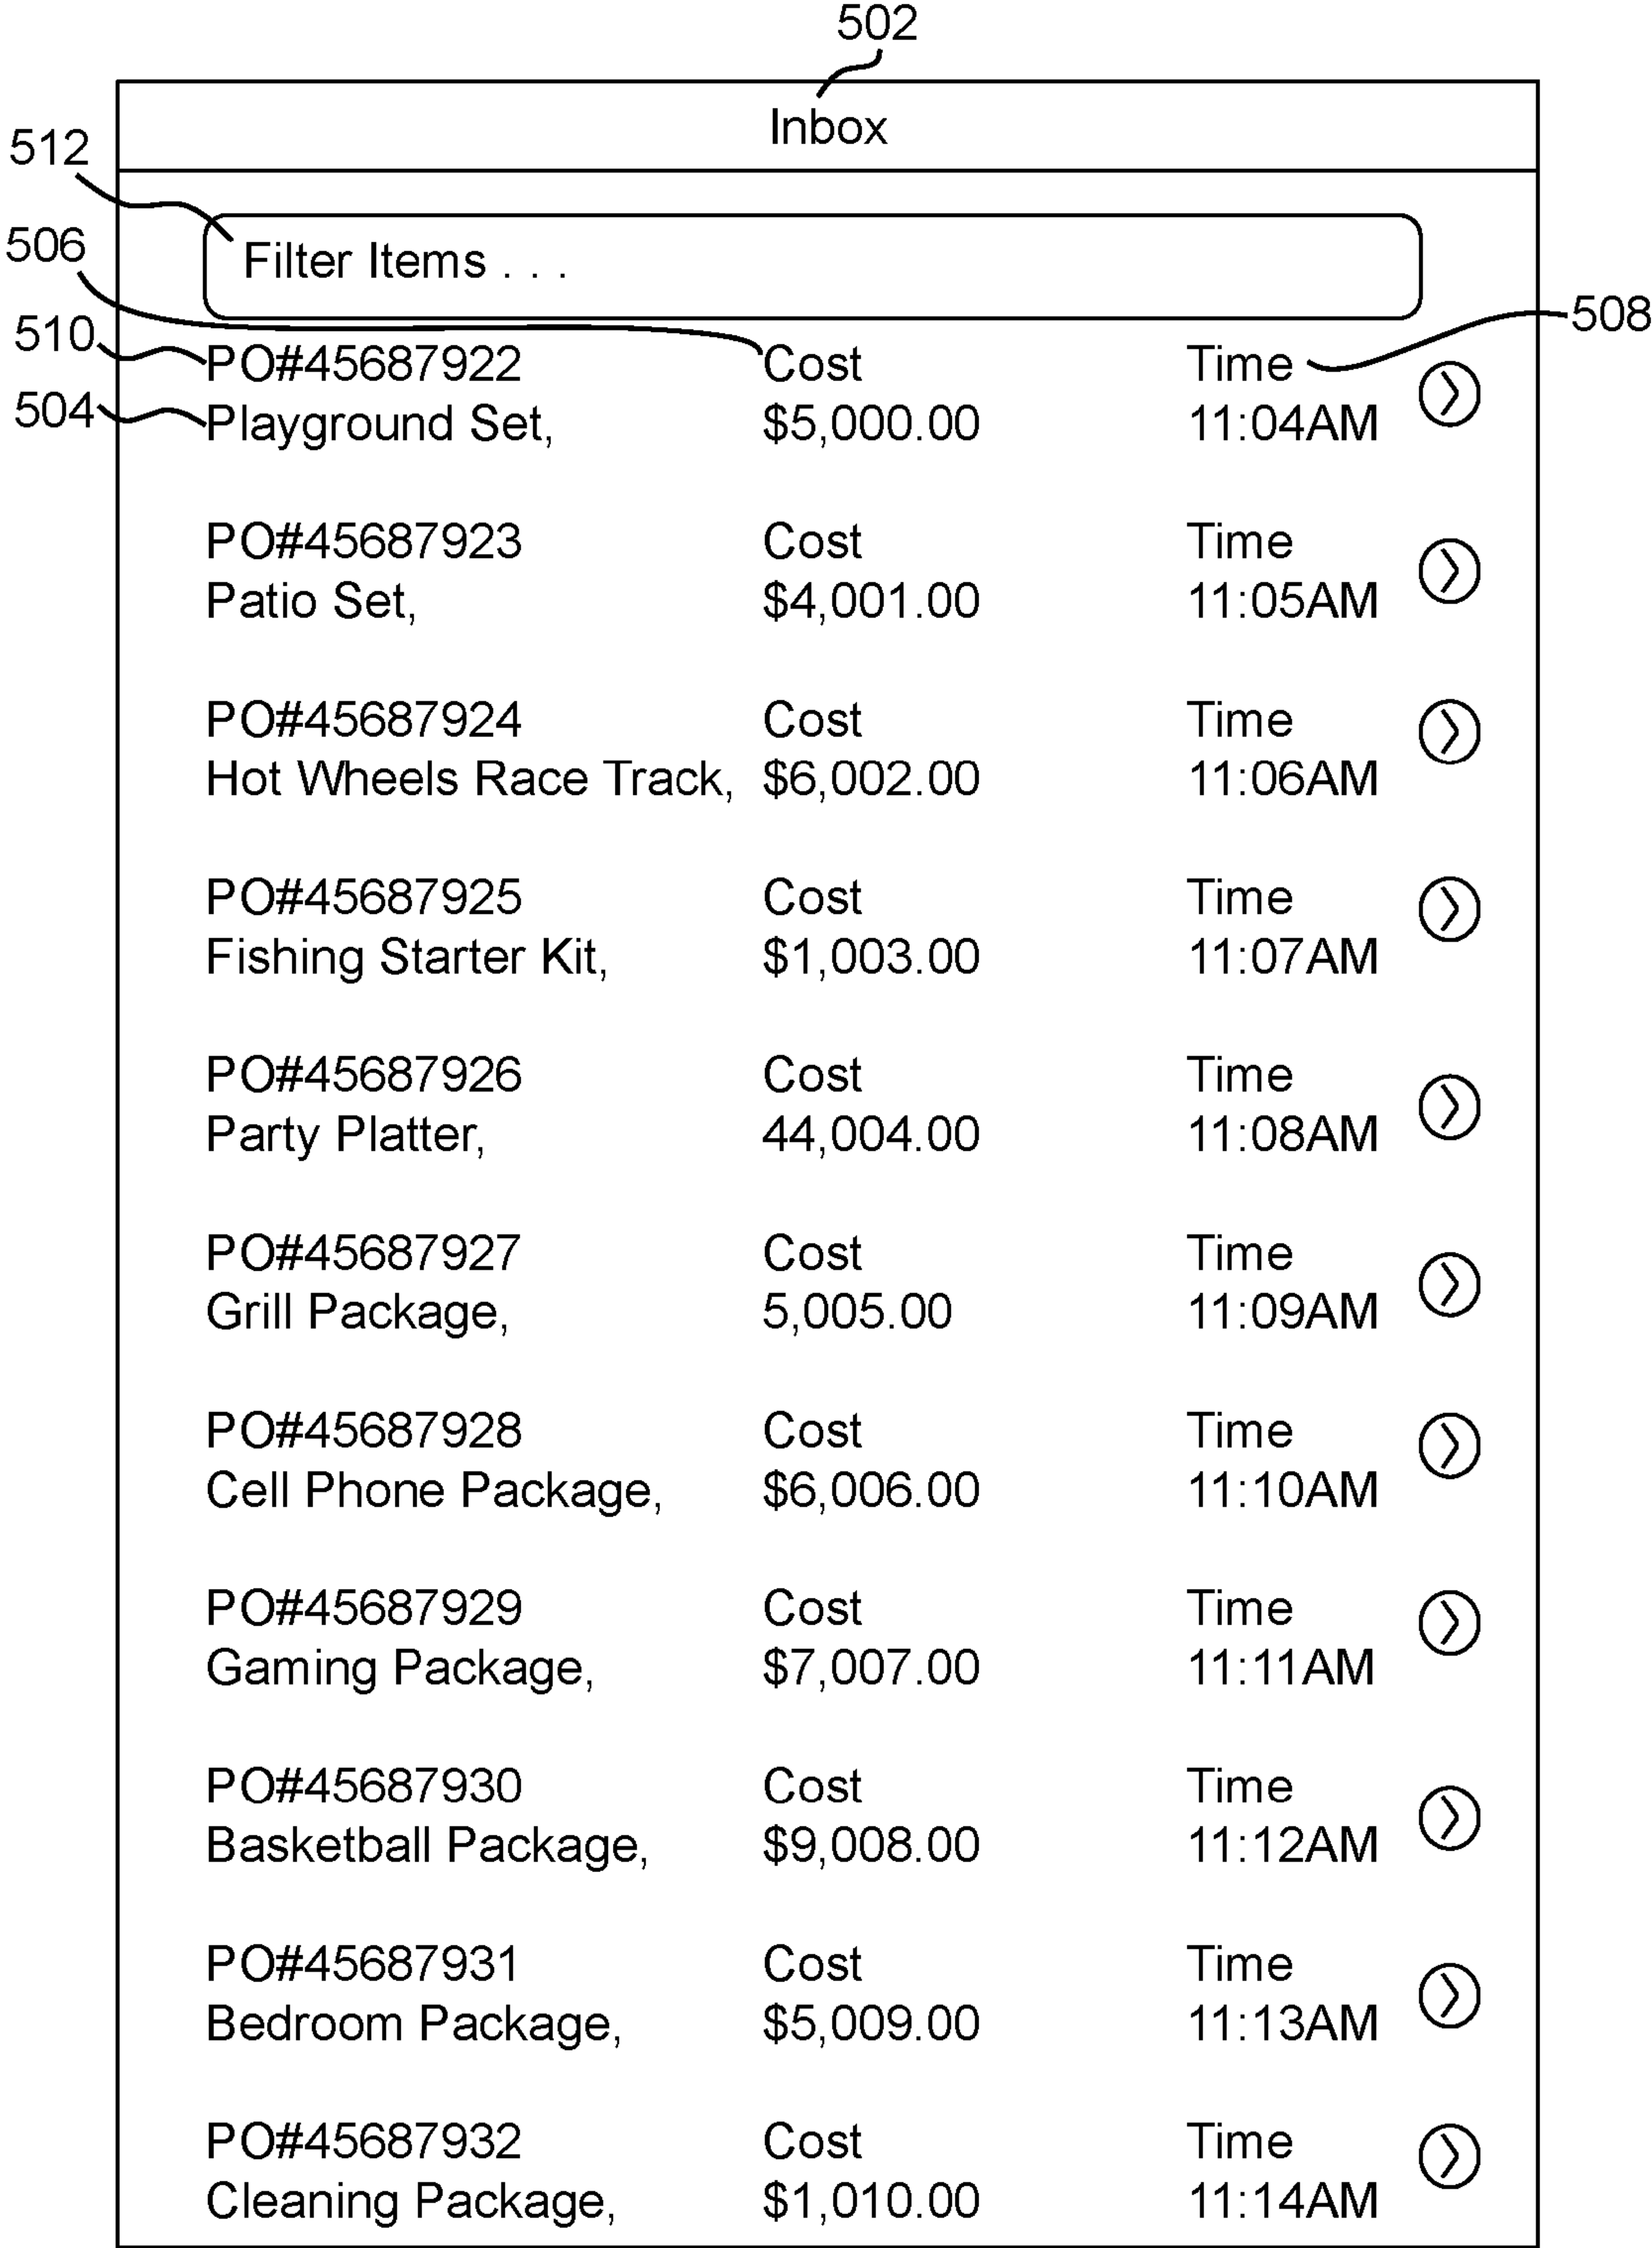 502
Inbox
512
Filter Items . . .
506
508
510 PO#45687922 Cost Time
504 Playground Set, $5,000.00 11:04AM
PO#45687923 Cost Time
Patio Set, $4,001.00 11:05AM
PO#45687924 Cost Time
Hot Wheels Race Track, $6,002.00 11:06AM
PO#45687925 Cost Time
Fishing Starter Kit, $1,003.00 11:07AM
PO#45687926 Cost Time
Party Platter, 44,004.00 11:08AM
PO#45687927 Cost Time
Grill Package, 5,005.00 11:09AM
PO#45687928 Cost Time
Cell Phone Package, $6,006.00 11:10AM
PO#45687929 Cost Time
Gaming Package, $7,007.00 11:11AM
PO#45687930 Cost Time
Basketball Package, $9,008.00 11:12AM
PO#45687931 Cost Time
Bedroom Package, $5,009.00 11:13AM
PO#45687932 Cost Time
Cleaning Package, $1,010.00 11:14AM